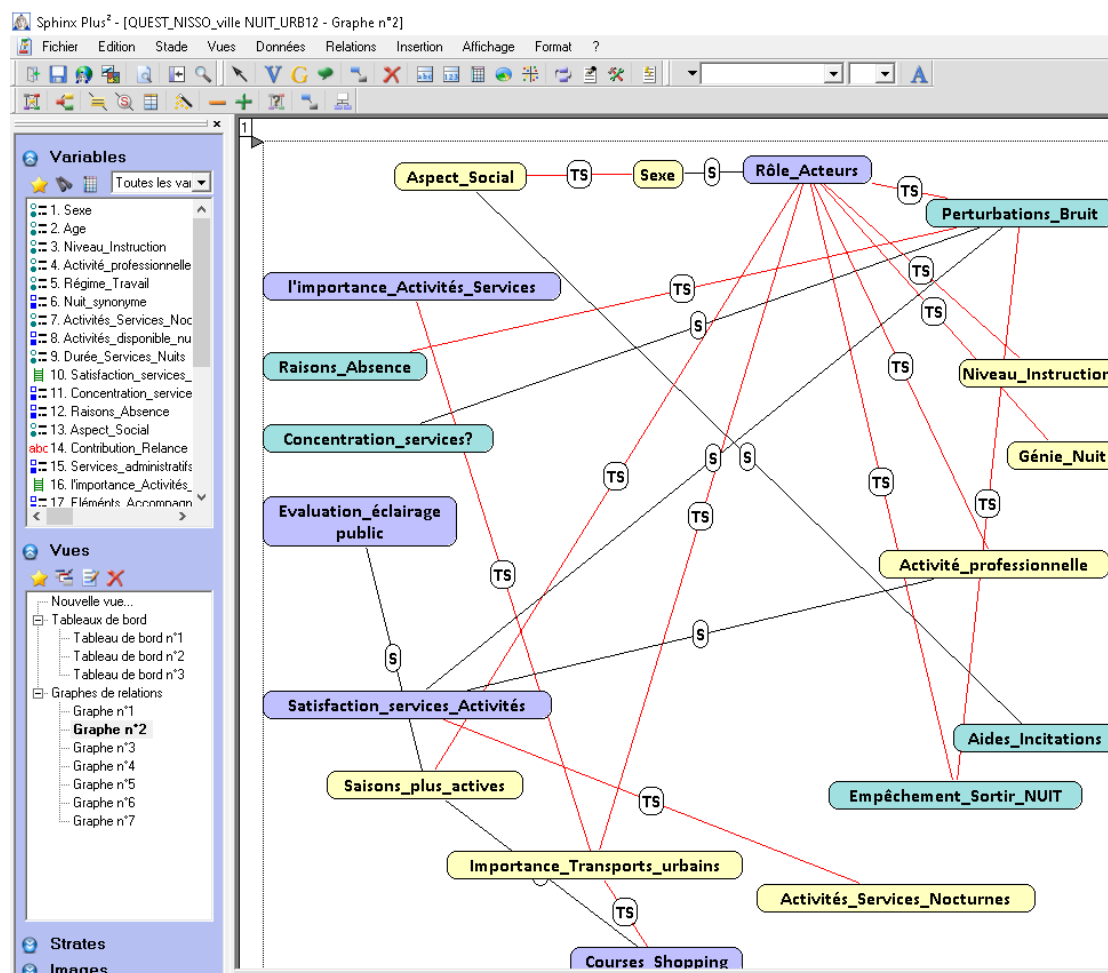 Sphinx Plus² - [QUEST_NISSO_ville NUIT_URB12 - Graphe n°2]
Fichier Edition Stade Vues Données Relations Insertion Affichage Format ?
V G abc 123 A
1
Variables
Toutes les vai
1. Sexe
2. Age
3. Niveau_Instruction
4. Activité_professionnelle
5. Régime_Travail
6. Nuit_synonyme
7. Activités_Services_Noc
8. Activités_disponible_nu
9. Durée_Services_Nuits
10. Satisfaction_services_
11. Concentration_service
12. Raisons_Absence
13. Aspect_Social
abc 14. Contribution_Relance
15. Services_administratifs
16. l'importance_Activités_
17. Eléménts_Accompagn
Vues
Nouvelle vue...
Tableaux de bord
Tableau de bord n°1
Tableau de bord n°2
Tableau de bord n°3
Graphes de relations
Graphe n°1
Graphe n°2
Graphe n°3
Graphe n°4
Graphe n°5
Graphe n°6
Graphe n°7
Strates
Images
Aspect_Social TS Sexe S Rôle_Acteurs
TS
Perturbations_Bruit
l'importance_Activités_Services
TS
TS
TS
S
Raisons_Absence
TS
Niveau_Instruction
Concentration_services?
S
S
Génie_Nuit
TS
TS
Evaluation_éclairage
public
TS
TS
Activité_professionnelle
TS
S
S
Satisfaction_services_Activités
Aides_Incitations
Saisons_plus_actives
TS
Empêchement_Sortir_NUIT
Importance_Transports_urbains
Activités_Services_Nocturnes
TS
Courses_Shopping